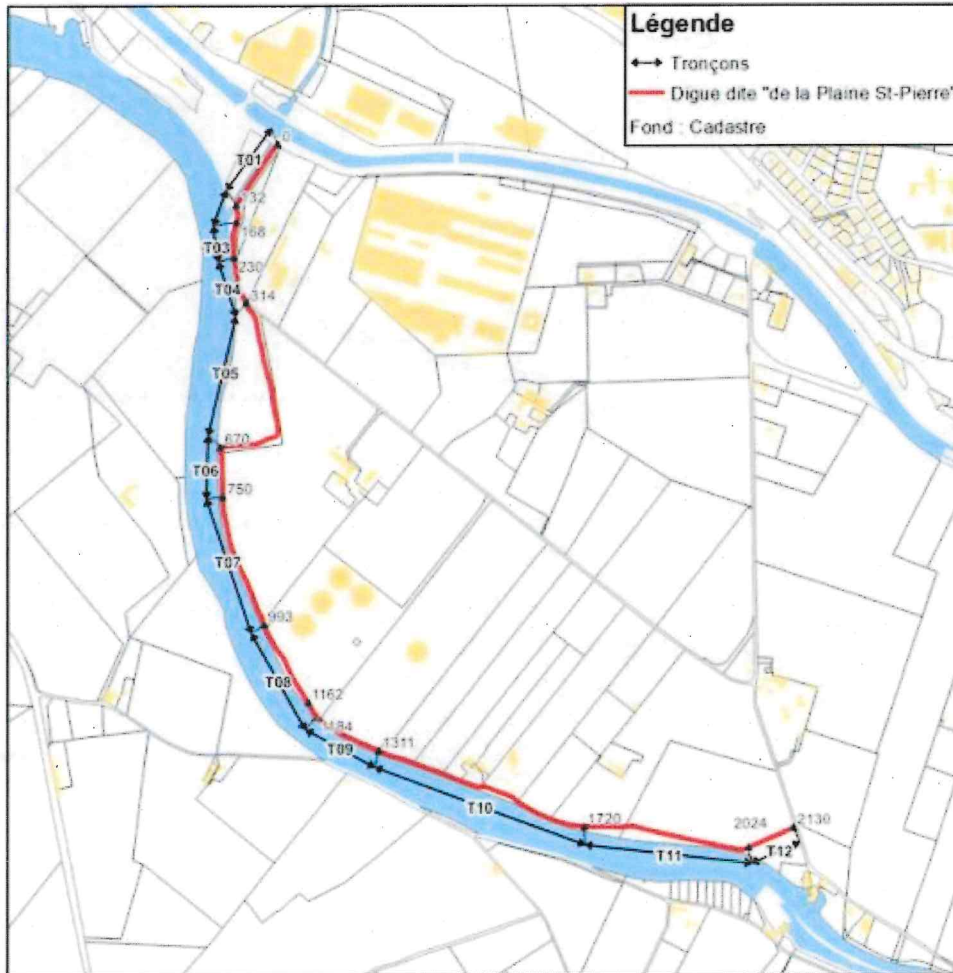 Légende
Tronçons
Digue dite "de la Plaine St-Pierre"
Fond : Cadastre
0
T01
132
168
T03
230
T04
314
T05
670
T06
750
T07
993
T08
1162
1184
T09
1311
T10
1720
T11
2024
2130
T12